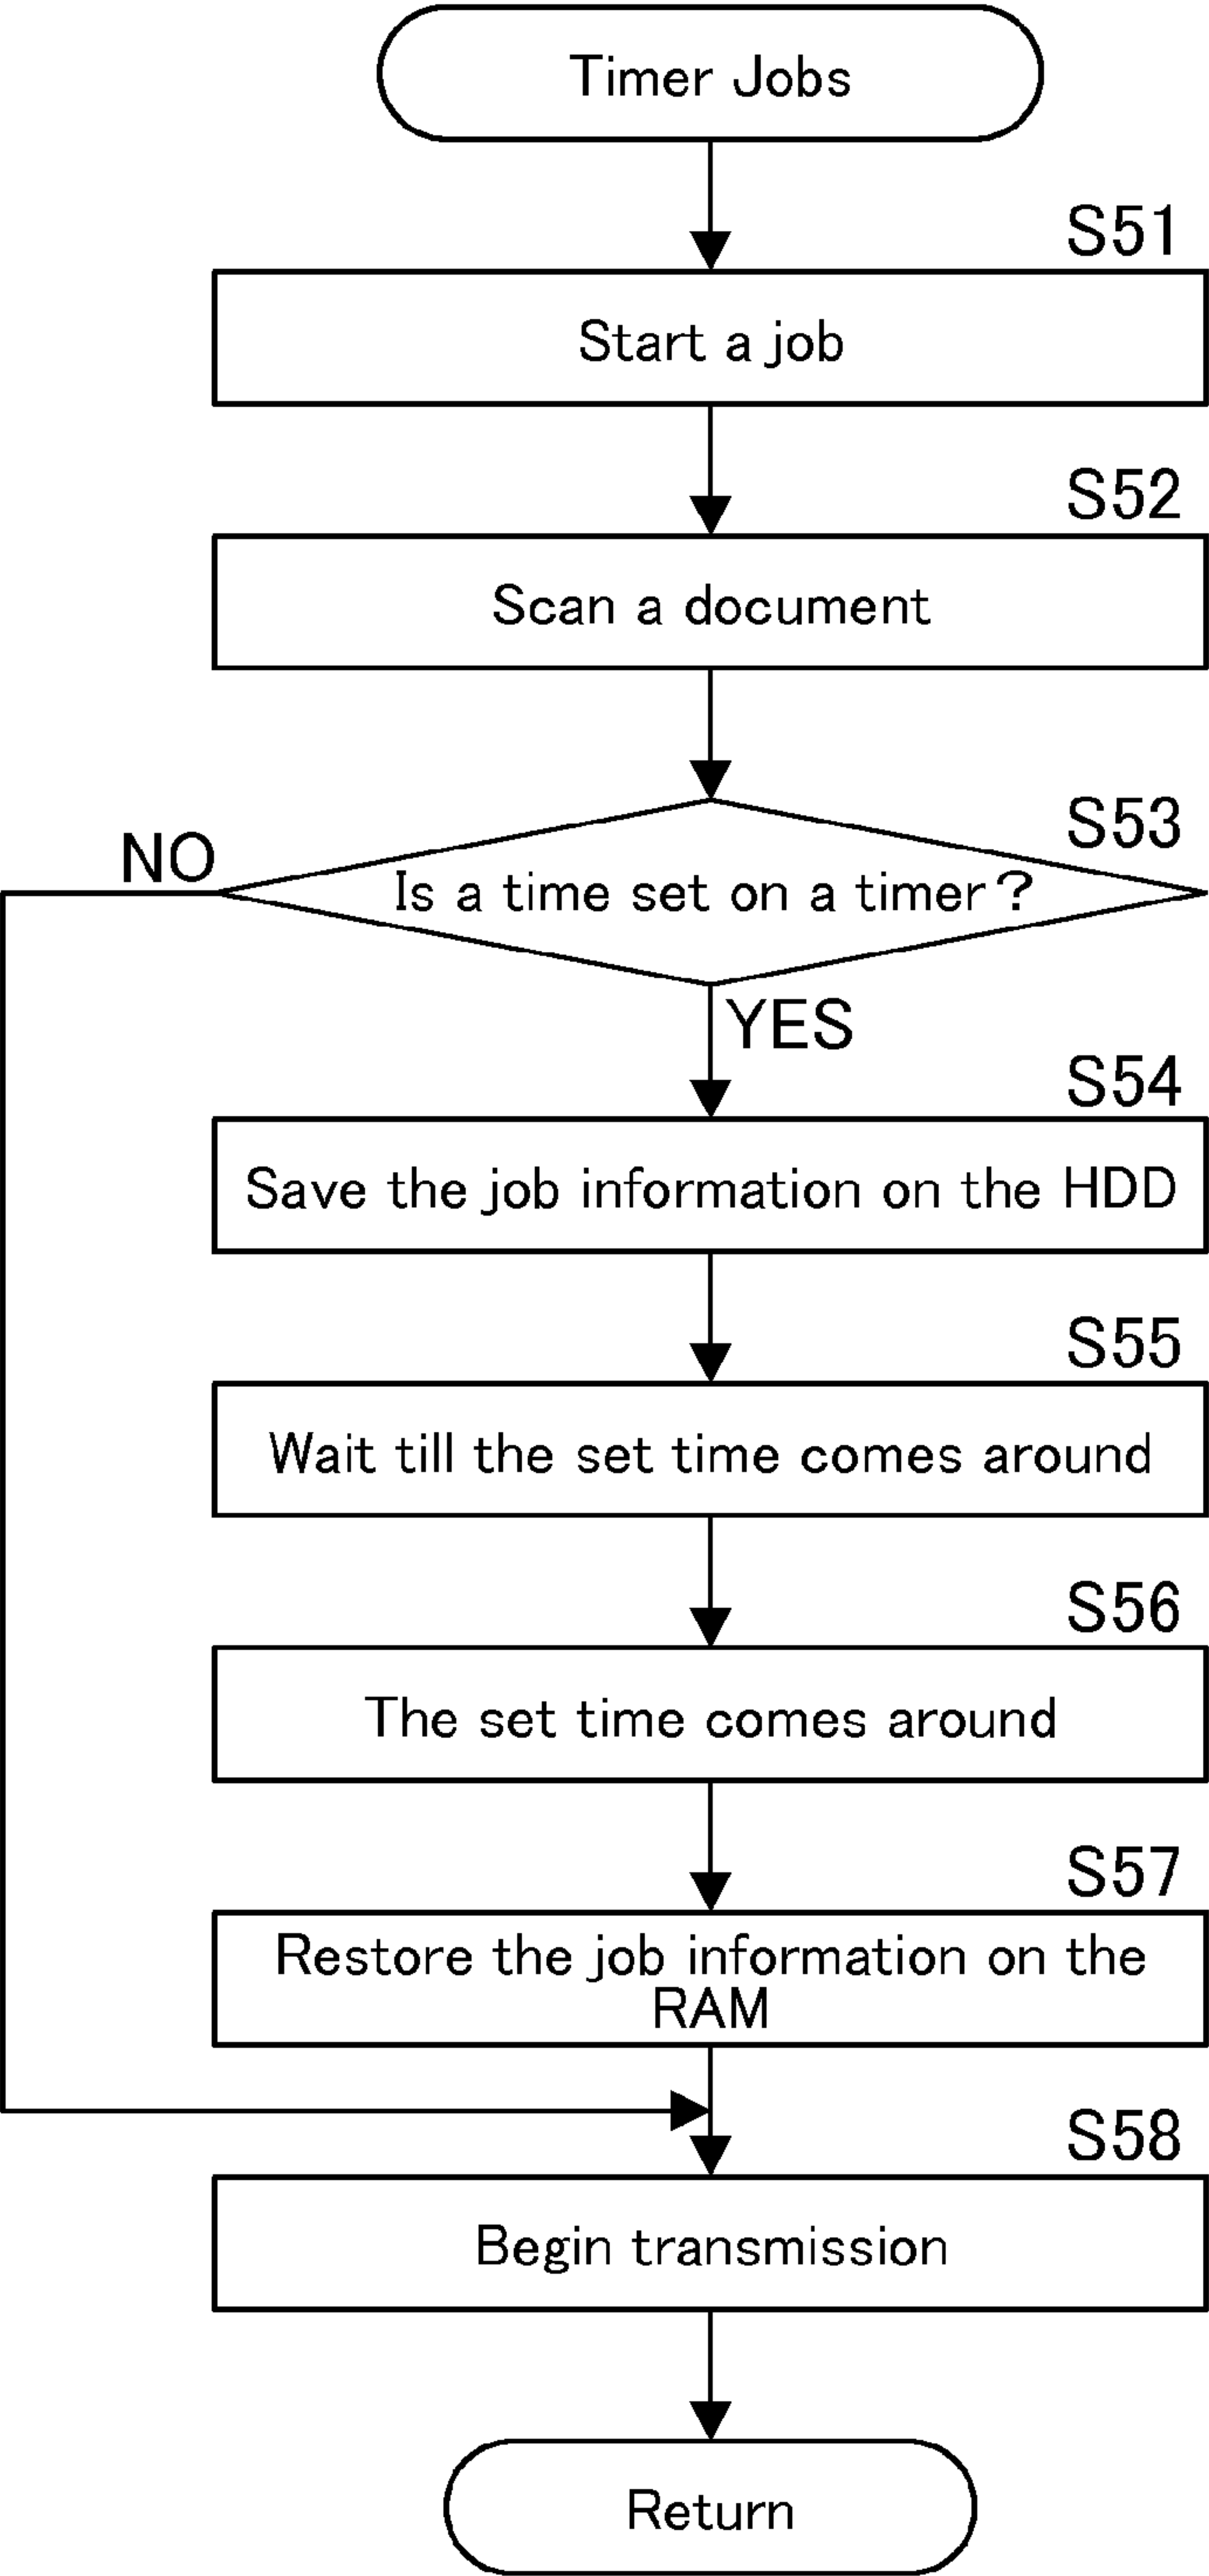 Timer Jobs
S51
Start a job
S52
Scan a document
S53
NO
Is a time set on a timer?
YES
S54
Save the job information on the HDD
S55
Wait till the set time comes around
S56
The set time comes around
S57
Restore the job information on the
RAM
S58
Begin transmission
Return